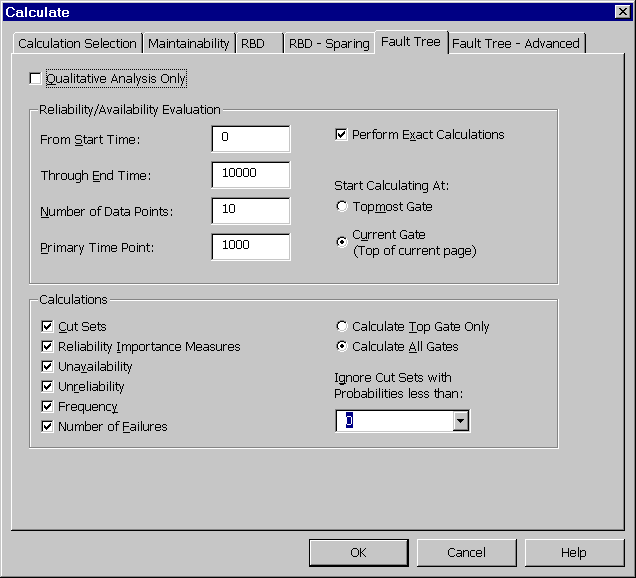 Calculate
Calculation Selection Maintainability RBD RBD - Sparing Fault Tree Fault Tree - Advanced
Qualitative Analysis Only
Reliability/Availability Evaluation
From Start Time: 0
Perform Exact Calculations
Through End Time: 10000
Number of Data Points: 10
Primary Time Point: 1000
Start Calculating At:
Topmost Gate
Current Gate
(Top of current page)
Calculations
Cut Sets
Reliability Importance Measures
Unavailability
Unreliability
Frequency
Number of Failures
Calculate Top Gate Only
Calculate All Gates
Ignore Cut Sets with
Probabilities less than:
0
OK Cancel Help